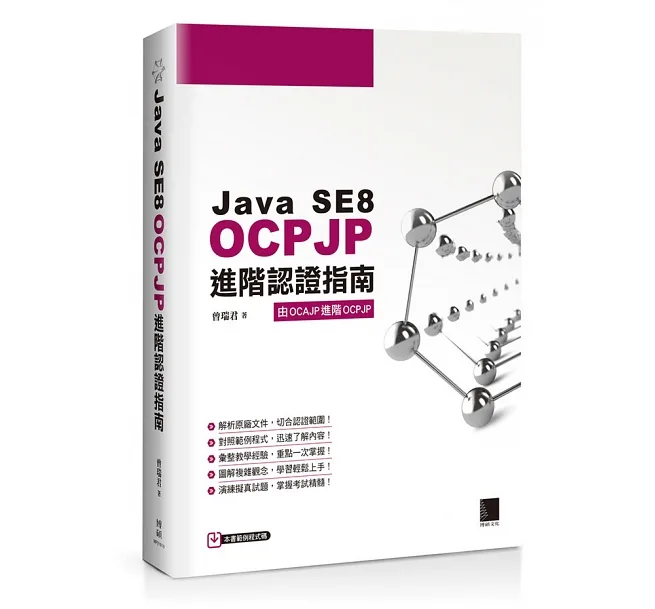 Java SE8
OCPJP
進階認證指南
由OCAJP進階OCPJP
曾瑞君 著
解析原廠文件，切合認證範圍！
對照範例程式，迅速了解內容！
彙整教學經驗，重點一次掌握！
圖解複雜觀念，學習輕鬆上手！
演練擬真試題，掌握考試精髓！
本書範例程式碼
博碩文化
Java SE8 OCPJP 進階認證指南
曾瑞君 著
博碩